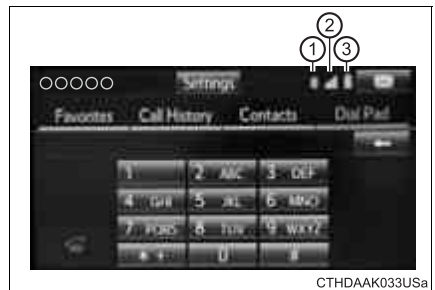 ②
① ③
○○○○○ Settings
Favorites Call History Contacts Dial Pad
1 2 ABC 3 DEF
4 GHI 5 JKL 6 MNO
7 PQRS 8 TUV 9 WXYZ
* + 0 #
CTHDAAK033USa